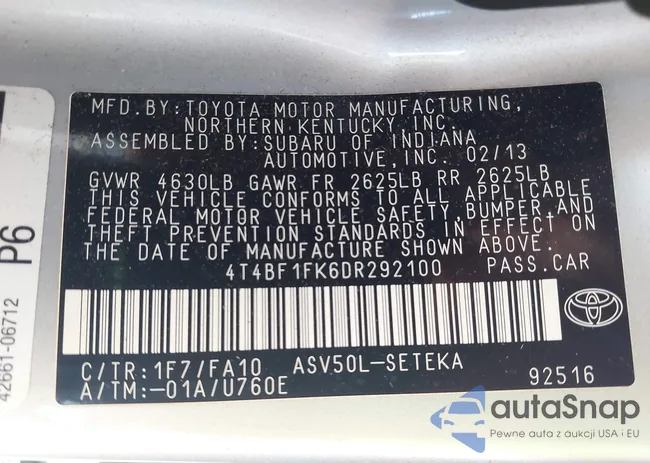 MFD.BY:TOYOTA MOTOR MANUFACTURING,
NORTHERN KENTUCKY,INC.
ASSEMBLED BY:SUBARU OF INDIANA
AUTOMOTIVE,INC. 02/13
GVWR 4630LB GAWR FR 2625LB RR 2625LB
THIS VEHICLE CONFORMS TO ALL APPLICABLE
FEDERAL MOTOR VEHICLE SAFETY,BUMPER,AND
THEFT PREVENTION STANDARDS IN EFFECT ON
THE DATE OF MANUFACTURE SHOWN ABOVE.
4T4BF1FK6DR292100 PASS.CAR
C/TR:1F7/FA10 ASV50L-SETEKA
A/TM:-01A/U760E 92516
P6
42661-06712
autaSnap
Pewne auta z aukcji USA i EU